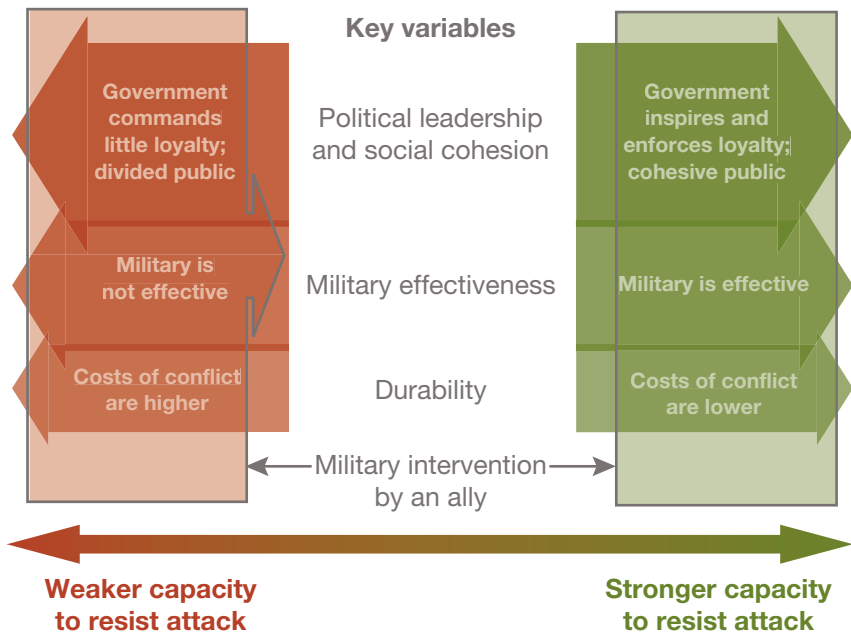 Key variables
Government
commands
little loyalty;
divided public
Political leadership
and social cohesion
Government
inspires and
enforces loyalty;
cohesive public
Military is
not effective
Military effectiveness
Military is effective
Costs of conflict
are higher
Durability
Costs of conflict
are lower
Military intervention
by an ally
Weaker capacity
to resist attack
Stronger capacity
to resist attack